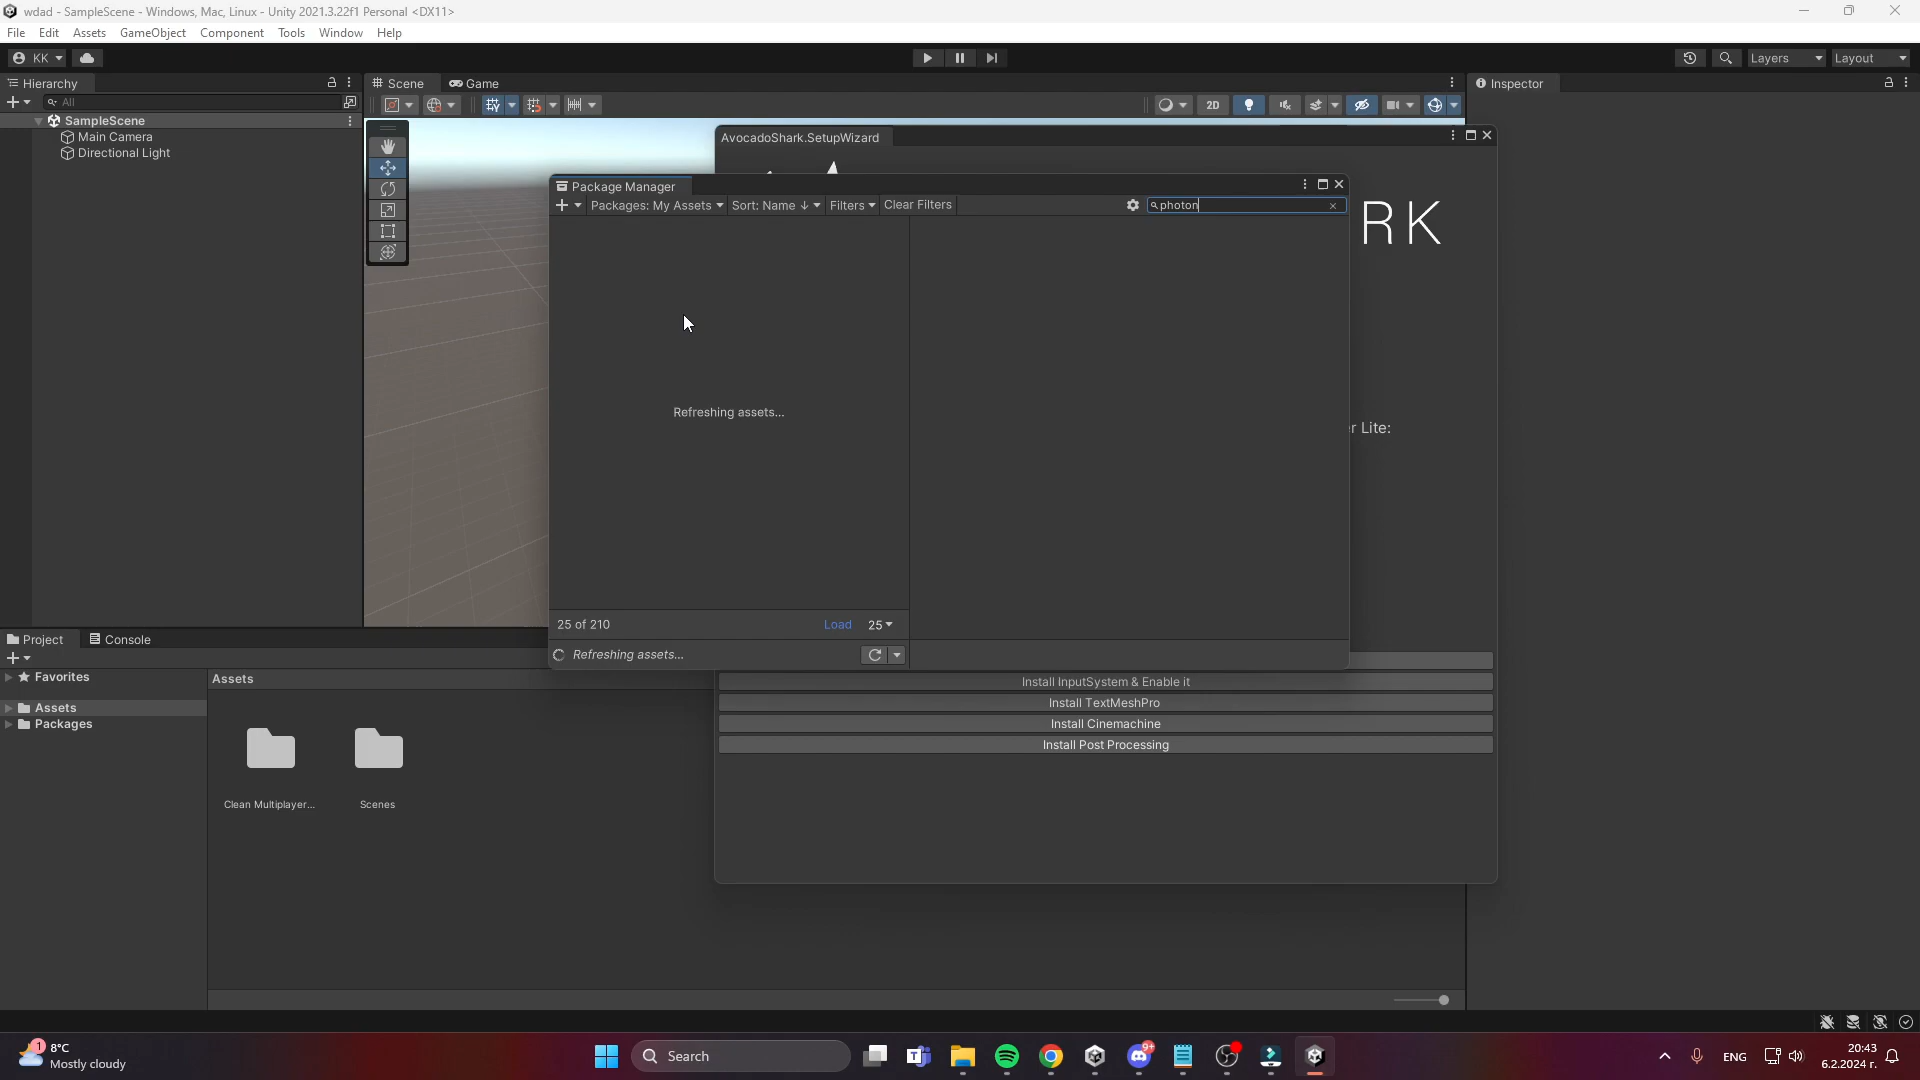 wdad - SampleScene - Windows, Mac, Linux - Unity 2021.3.22f1 Personal <DX11>
File Edit Assets GameObject Component Tools Window Help
KK Layers Layout
Hierarchy Scene Game Inspector
All 2D
SampleScene
Main Camera
Directional Light
AvocadoShark.SetupWizard
Package Manager
Packages: My Assets Sort: Name ↓ Filters Clear Filters photon
RK
Refreshing assets...
r Lite:
25 of 210 Load 25
Refreshing assets...
Install InputSystem & Enable it
Install TextMeshPro
Install Cinemachine
Install Post Processing
Project Console
Favorites
Assets
Packages
Assets
Clean Multiplayer... Scenes
1 8°C
Mostly cloudy
Search
9+
ENG
20:43
6.2.2024 г.